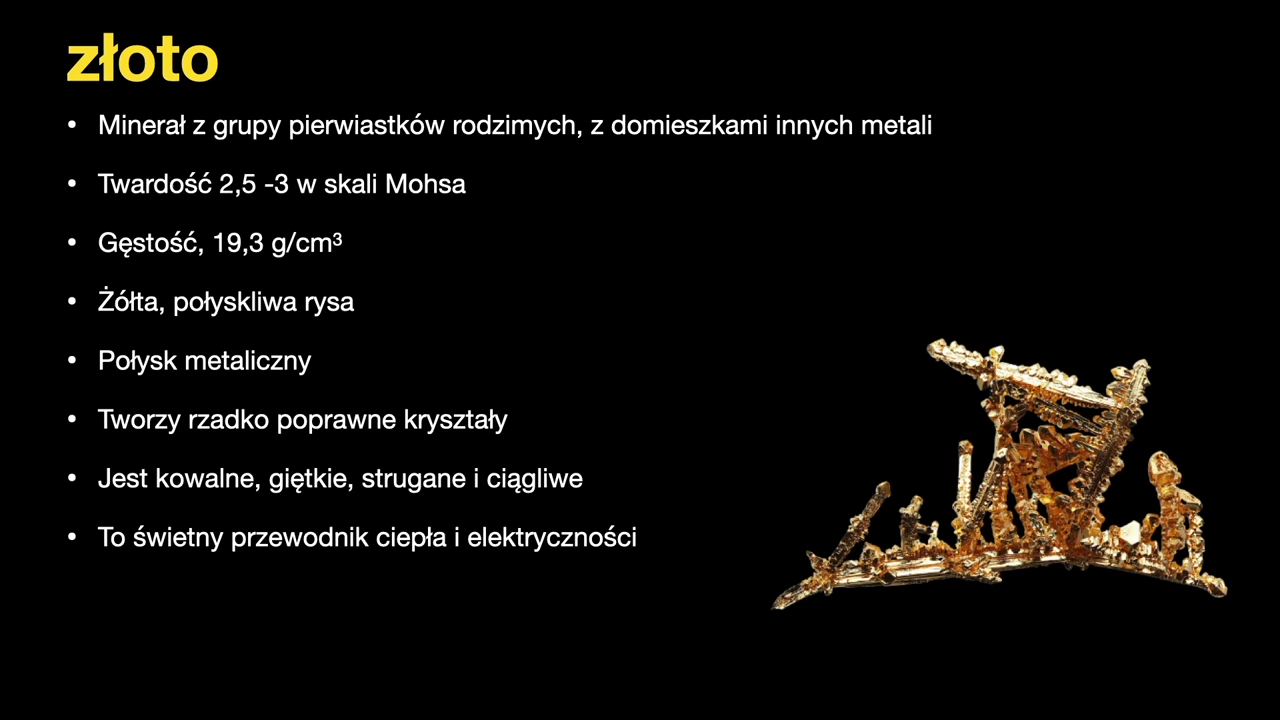 złoto
• Minerał z grupy pierwiastków rodzimych, z domieszkami innych metali
• Twardość 2,5 -3 w skali Mohsa
• Gęstość, 19,3 g/cm³
• Żółta, połyskliwa rysa
• Połysk metaliczny
• Tworzy rzadko poprawne kryształy
• Jest kowalne, giętkie, strugane i ciągliwe
• To świetny przewodnik ciepła i elektryczności